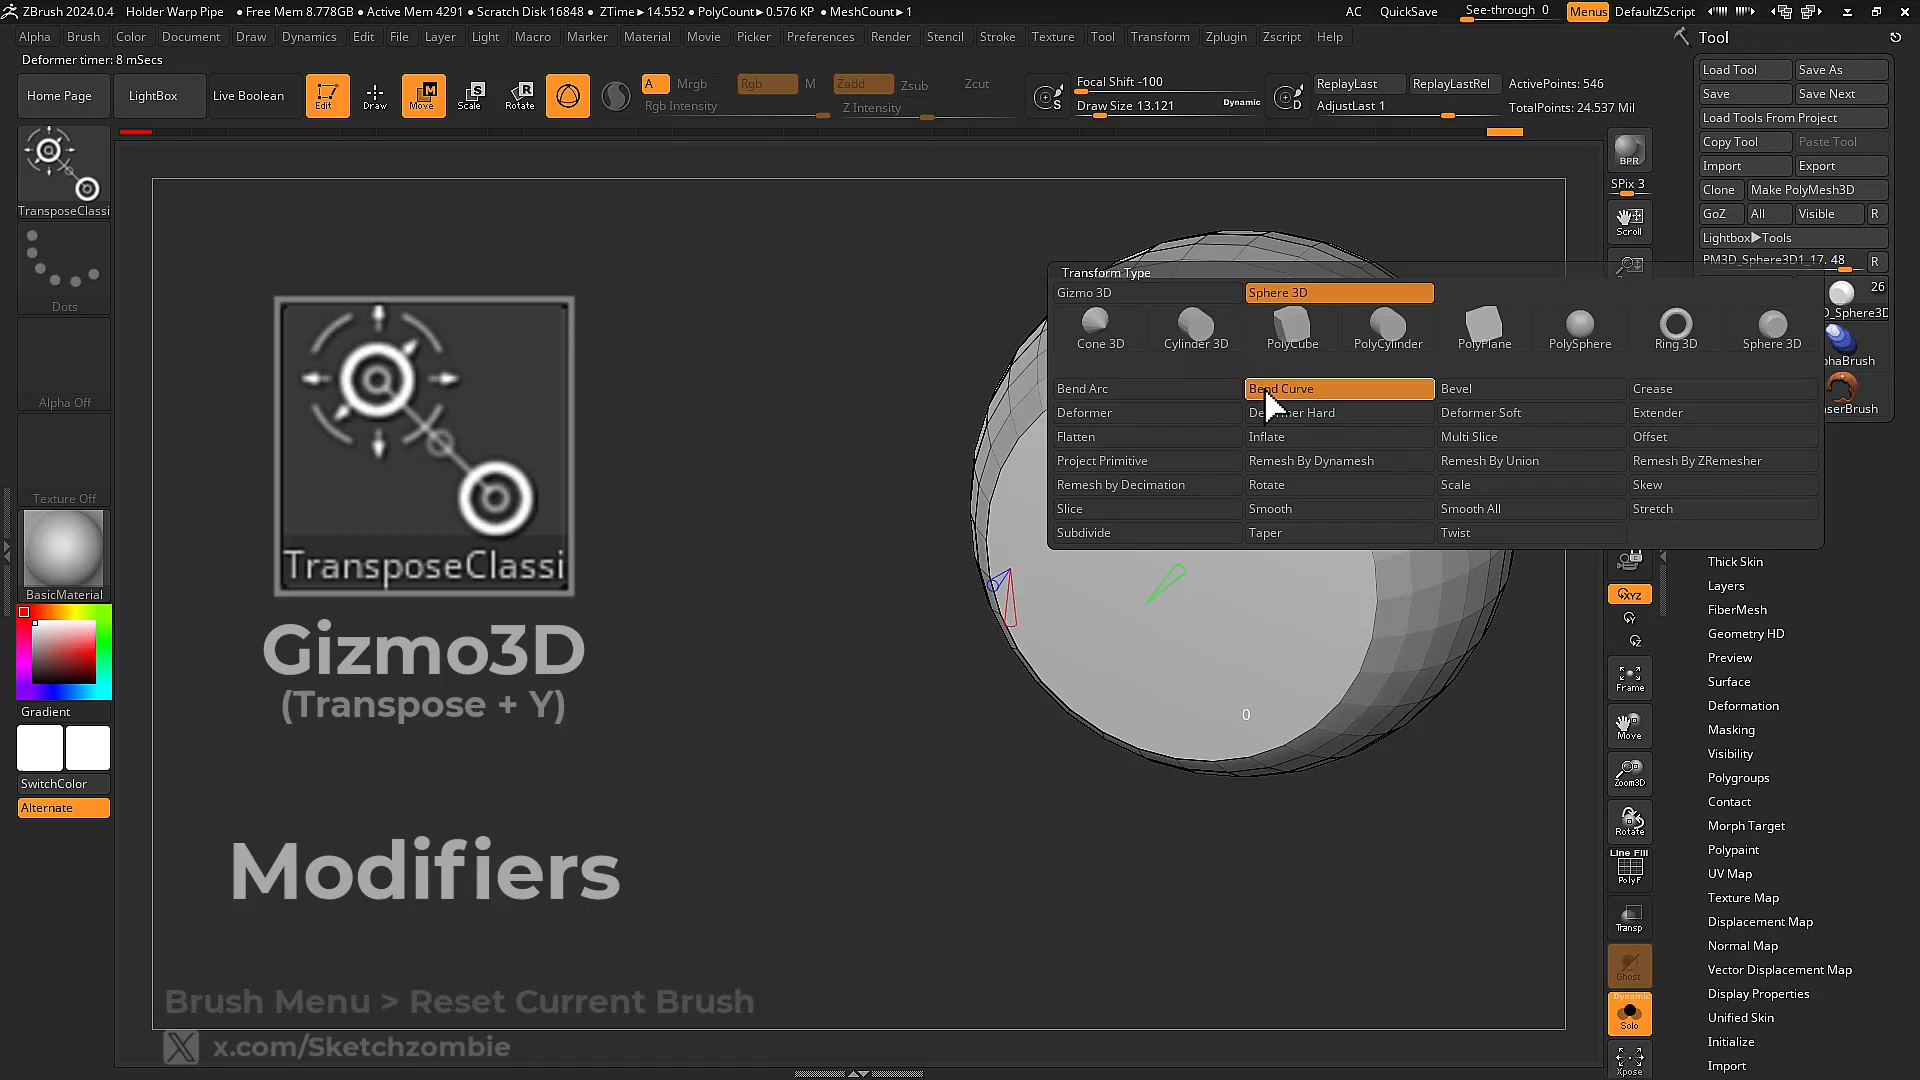 ZBrush 2024.0.4 Holder Warp Pipe ● Free Mem 8.778GB ● Active Mem 4291 ● Scratch Disk 16848 ● ZTime►14.552 ●PolyCount►0.576 KP ●MeshCount►1 AC QuickSave See-through 0 Menus DefaultZScript
Alpha Brush Color Document Draw Dynamics Edit File Layer Light Macro Marker Material Movie Picker Preferences Render Stencil Stroke Texture Tool Transform Zplugin Zscript Help
Deformer timer: 8 mSecs
Home Page LightBox Live Boolean Edit Draw Move Scale Rotate
A Mrgb Rgb M Zadd Zsub Zcut
Rgb Intensity Z Intensity
Focal Shift -100
Draw Size 13.121 Dynamic
S D
ReplayLast ReplayLastRel ActivePoints: 546
AdjustLast 1 TotalPoints: 24.537 Mil
TransposeClassi
Dots
Alpha Off
Texture Off
BasicMaterial
Gradient
SwitchColor
Alternate
TransposeClassi
Gizmo3D
(Transpose + Y)
Modifiers
Brush Menu > Reset Current Brush
X x.com/Sketchzombie
0
Transform Type
Gizmo 3D Sphere 3D
Cone 3D Cylinder 3D PolyCube PolyCylinder PolyPlane PolySphere Ring 3D Sphere 3D
Bend Arc Bend Curve Bevel Crease
Deformer Deformer Hard Deformer Soft Extender
Flatten Inflate Multi Slice Offset
Project Primitive Remesh By Dynamesh Remesh By Union Remesh By ZRemesher
Remesh by Decimation Rotate Scale Skew
Slice Smooth Smooth All Stretch
Subdivide Taper Twist
BPR
SPix 3
Scroll
XYZ
Y
Z
Frame
Move
Zoom3D
Rotate
Line Fill
PolyF
Transp
Ghost
Dynamic
Solo
Xpose
Tool
Load Tool Save As
Save Save Next
Load Tools From Project
Copy Tool Paste Tool
Import Export
Clone Make PolyMesh3D
GoZ All Visible R
Lightbox►Tools
PM3D_Sphere3D1_17. 48 R
26
D_Sphere3D
phaBrush
aserBrush
Thick Skin
Layers
FiberMesh
Geometry HD
Preview
Surface
Deformation
Masking
Visibility
Polygroups
Contact
Morph Target
Polypaint
UV Map
Texture Map
Displacement Map
Normal Map
Vector Displacement Map
Display Properties
Unified Skin
Initialize
Import